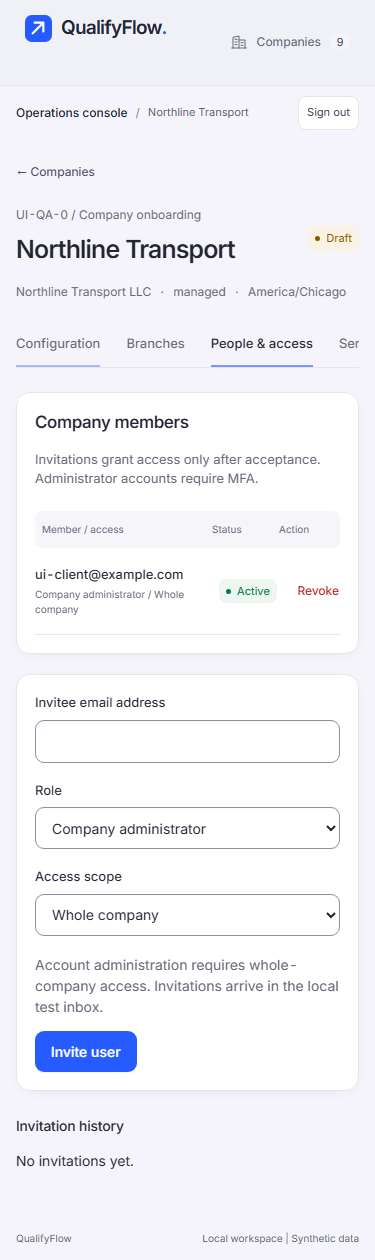 QualifyFlow.
Companies 9
Operations console / Northline Transport
Sign out
← Companies
UI-QA-0 / Company onboarding
Northline Transport
Draft
Northline Transport LLC · managed · America/Chicago
Configuration Branches People & access Ser
Company members
Invitations grant access only after acceptance.
Administrator accounts require MFA.
Member / access Status Action
ui-client@example.com
Company administrator / Whole
company
Active
Revoke
Invitee email address
Role
Company administrator
Access scope
Whole company
Account administration requires whole-
company access. Invitations arrive in the local
test inbox.
Invite user
Invitation history
No invitations yet.
QualifyFlow
Local workspace | Synthetic data